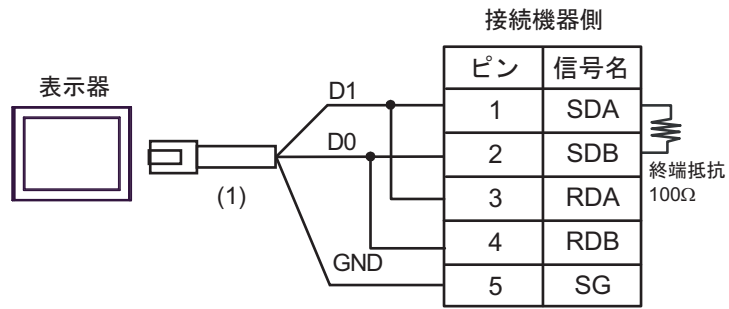 接続機器側
表示器
ピン 信号名
D1
1 SDA
D0
2 SDB
終端抵抗
100Ω
(1)
3 RDA
4 RDB
GND
5 SG